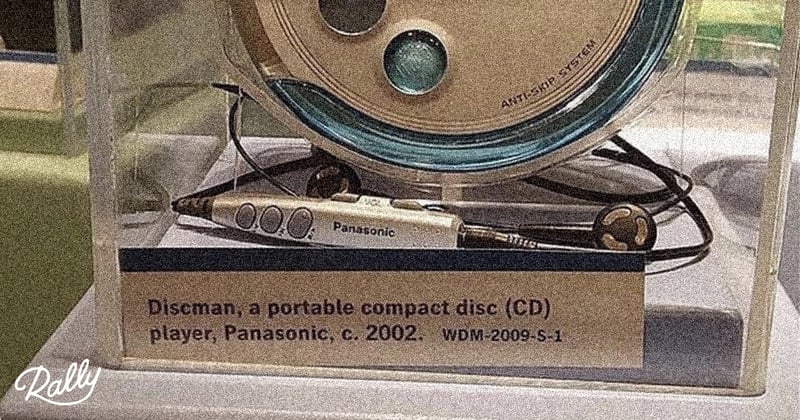 ANTI-SKIP SYSTEM
VOL
Panasonic
Discman, a portable compact disc (CD)
player, Panasonic, c. 2002. WDM-2009-S-1
Rally